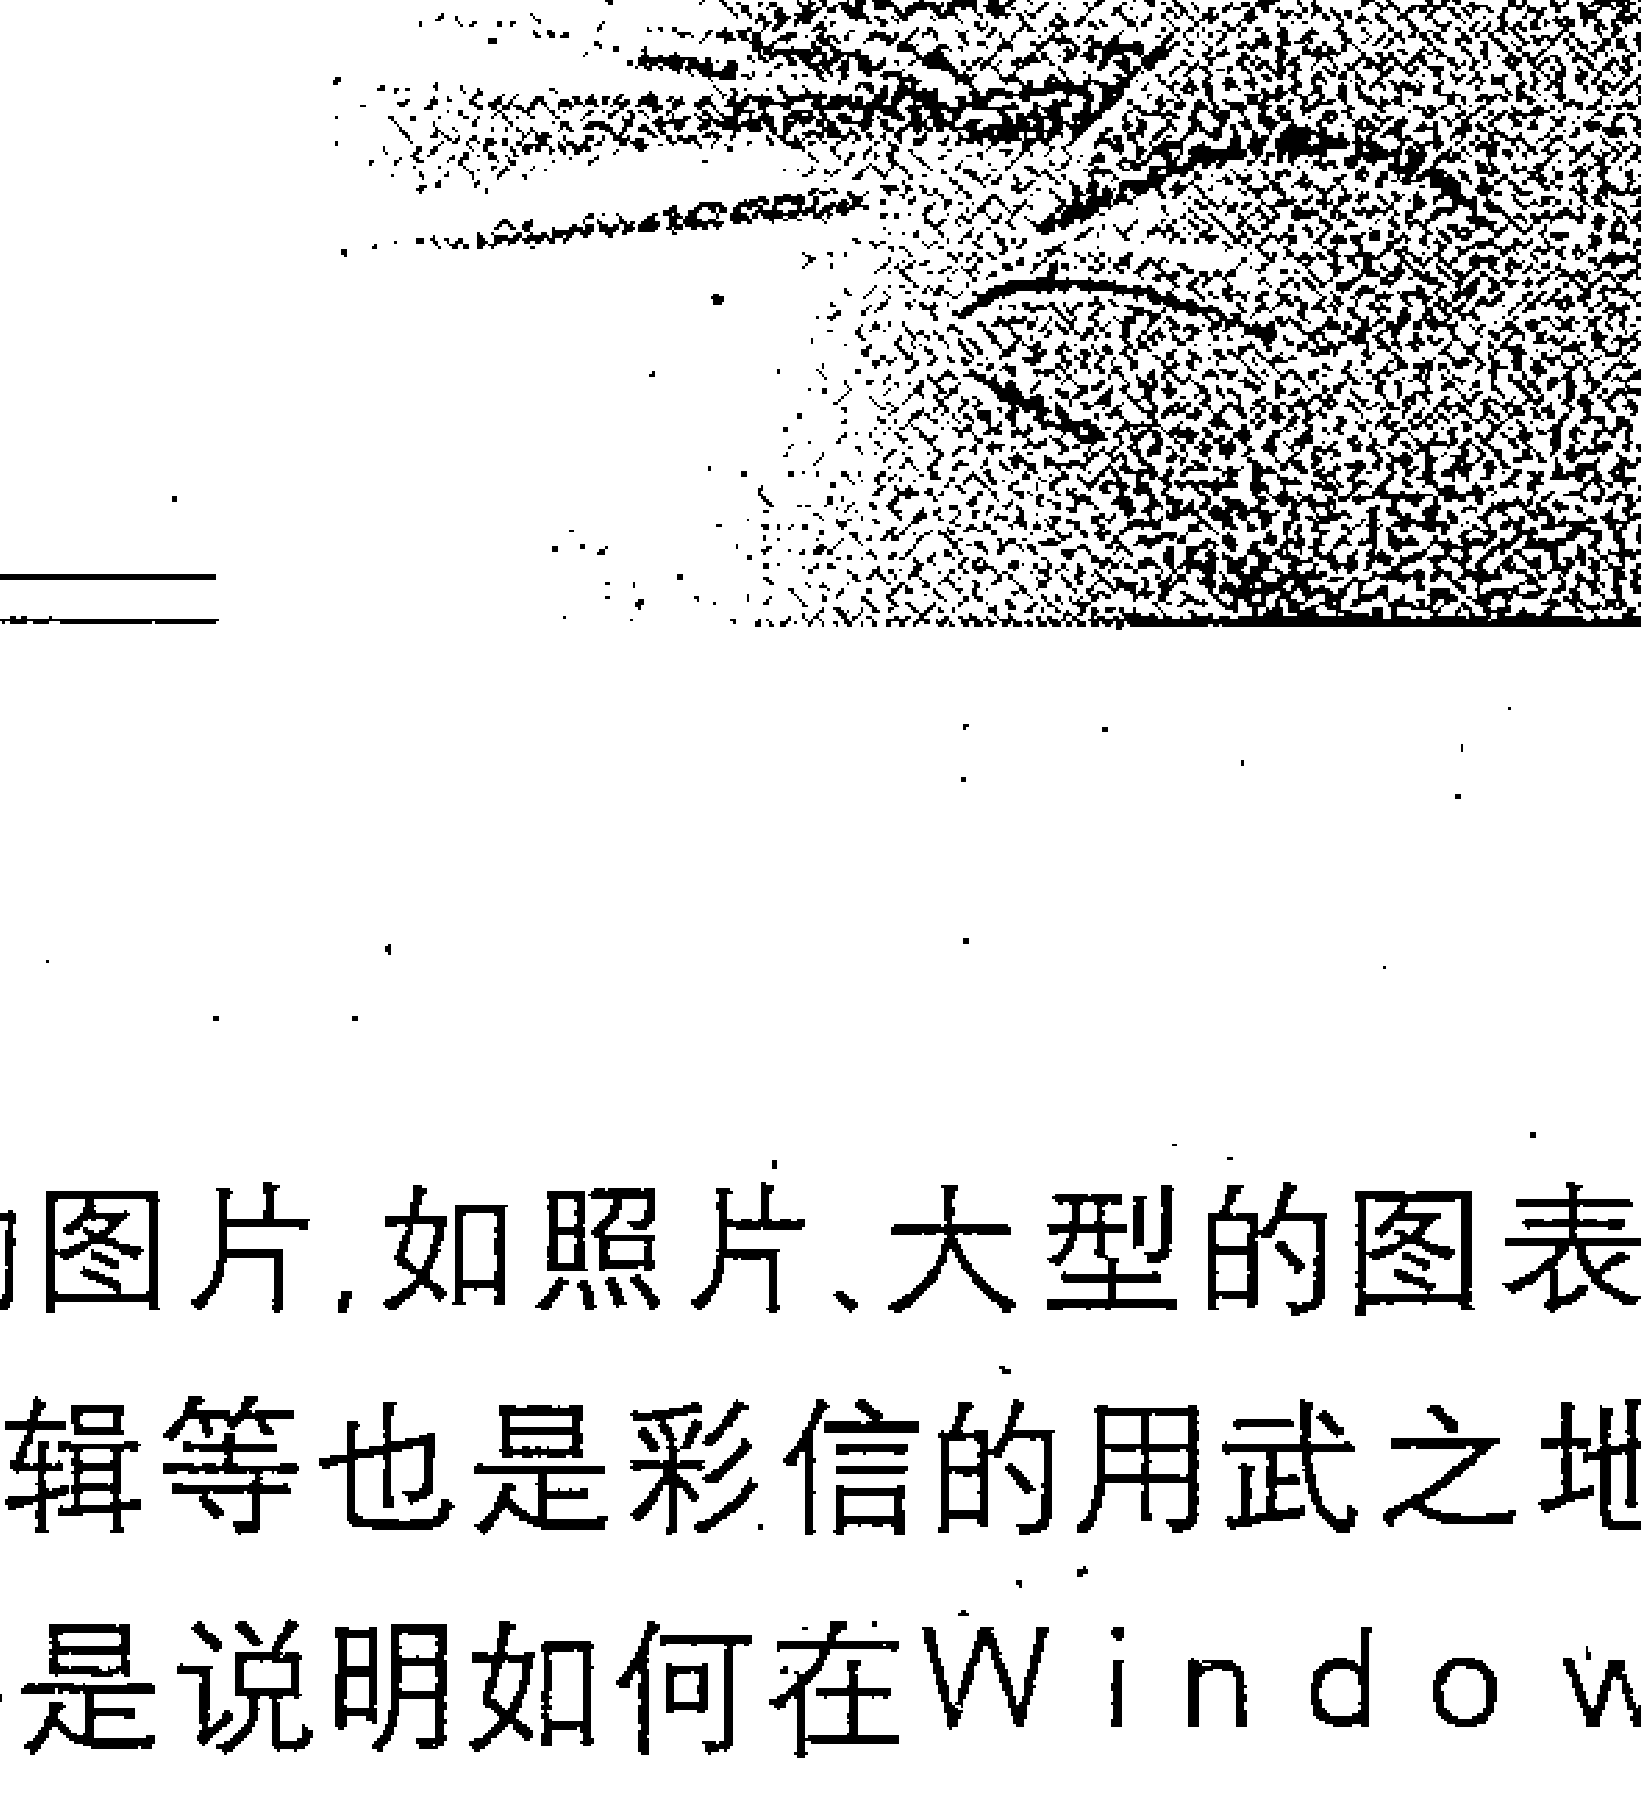 图片,如照片、大型的图表
辑等也是彩信的用武之地
是说明如何在Window